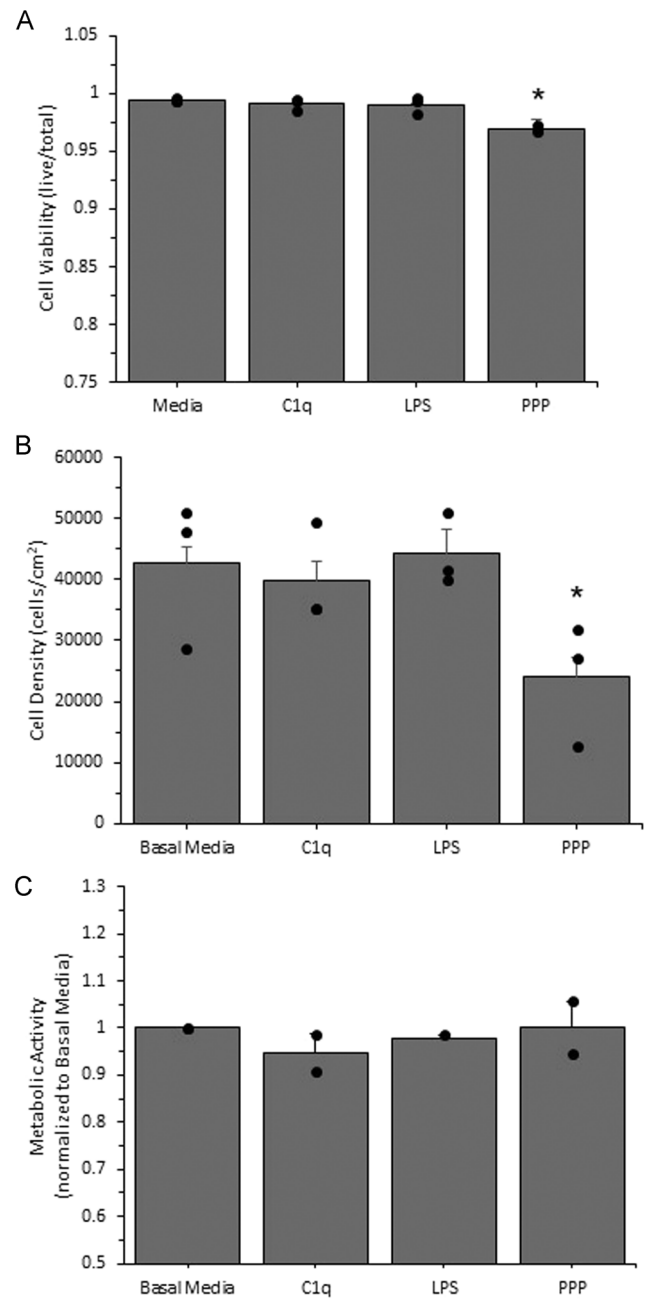 A
Cell Viability (live/total)
1.05
1
0.95
0.9
0.85
0.8
0.75
*
Media C1q LPS PPP
B
Cell Density (cells/cm²)
60000
50000
40000
30000
20000
10000
0
*
Basal Media C1q LPS PPP
C
Metabolic Activity
(normalized to Basal Media)
1.3
1.2
1.1
1
0.9
0.8
0.7
0.6
0.5
Basal Media C1q LPS PPP